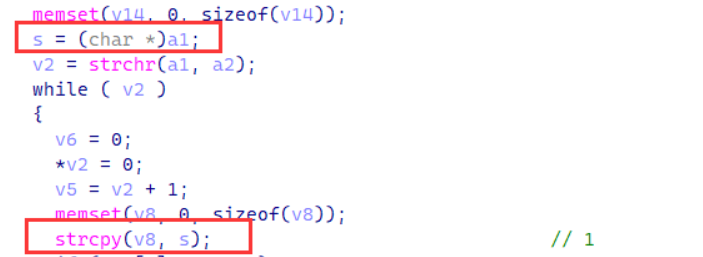 memset(v14, 0, sizeof(v14));
s = (char *)a1;
v2 = strchr(a1, a2);
while ( v2 )
{
v6 = 0;
*v2 = 0;
v5 = v2 + 1;
memset(v8, 0, sizeof(v8));
strcpy(v8, s); // 1